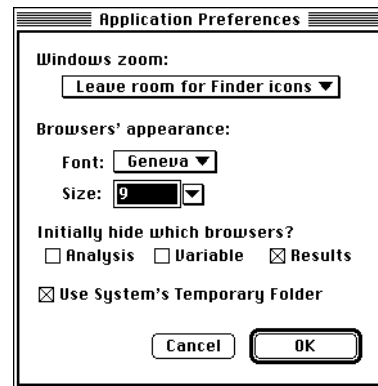 Application Preferences
Windows zoom:
Leave room for Finder icons
Browsers' appearance:
Font: Geneva
Size: 9
Initially hide which browsers?
Analysis Variable Results
Use System's Temporary Folder
Cancel OK